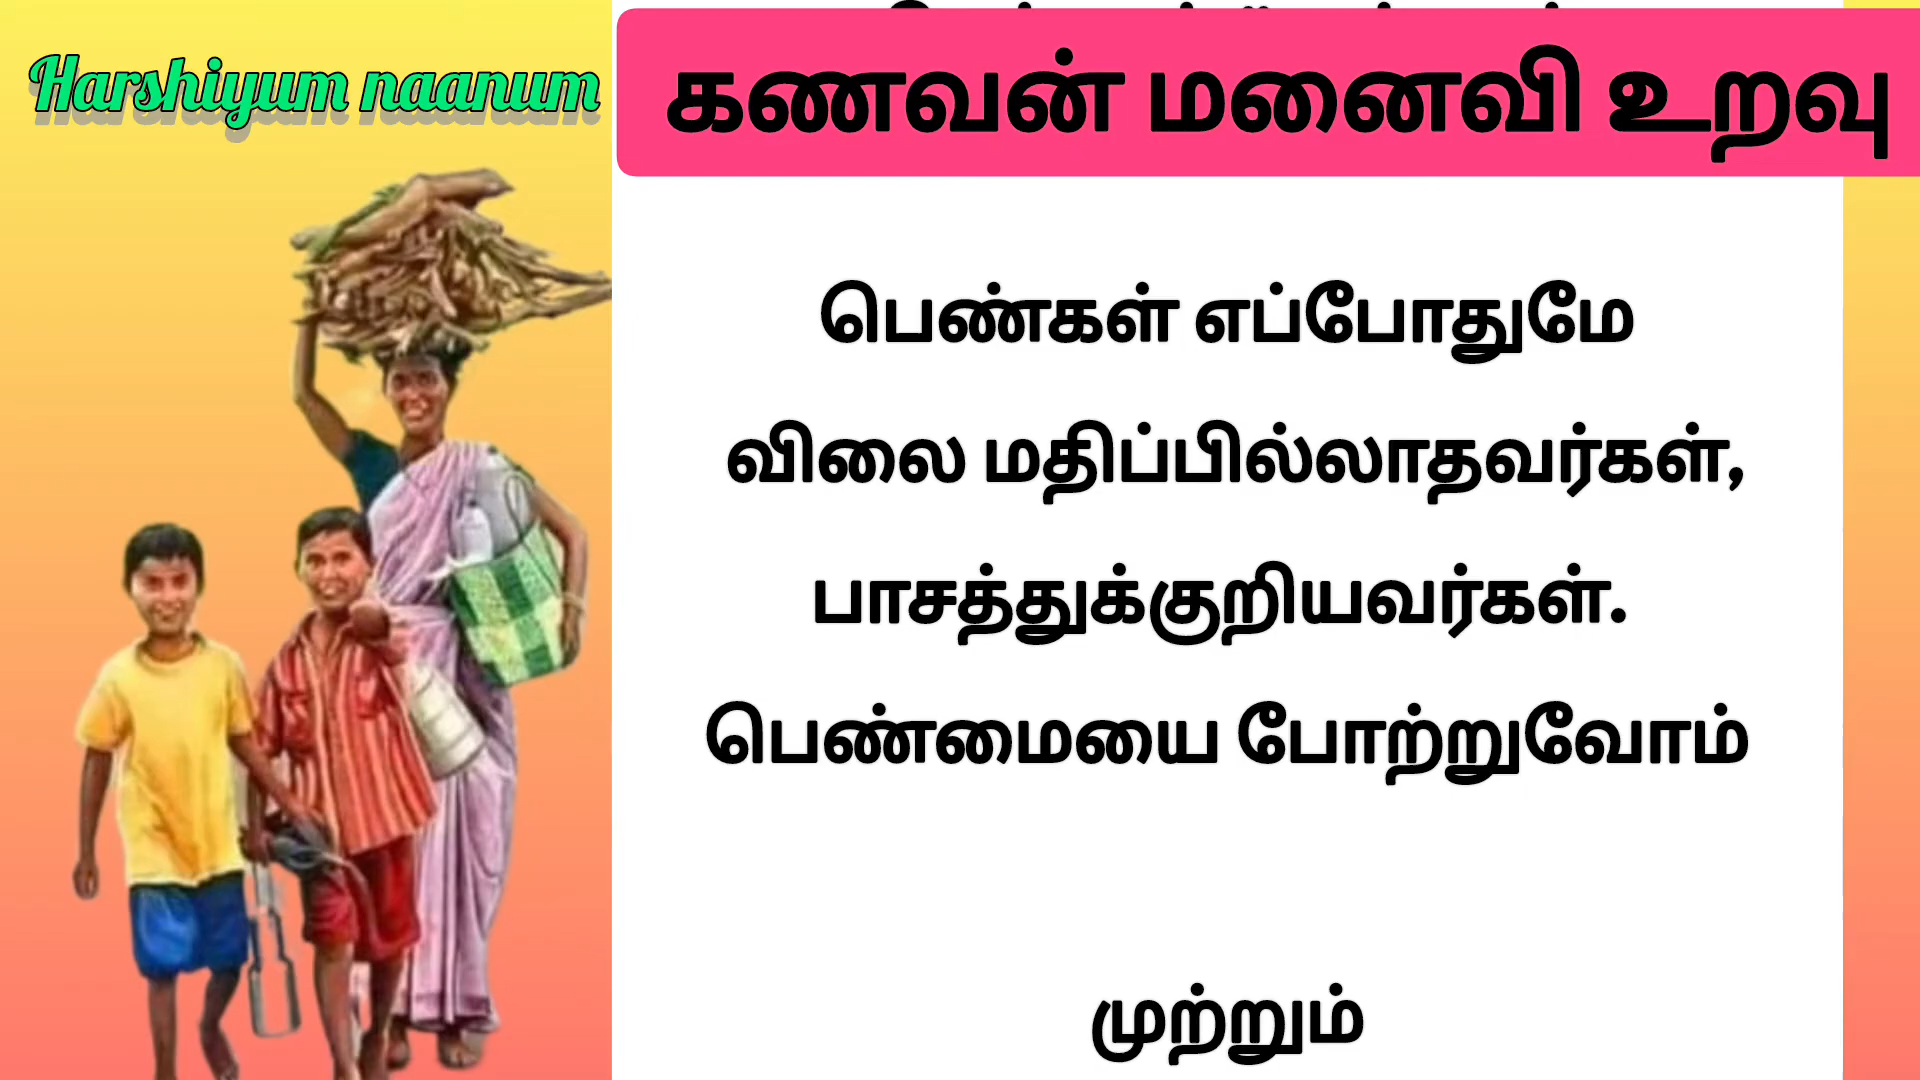 Harshiyum naanum
கணவன் மனைவி உறவு
பெண்கள் எப்போதுமே
விலை மதிப்பில்லாதவர்கள்,
பாசத்துக்குறியவர்கள்.
பெண்மையை போற்றுவோம்
முற்றும்